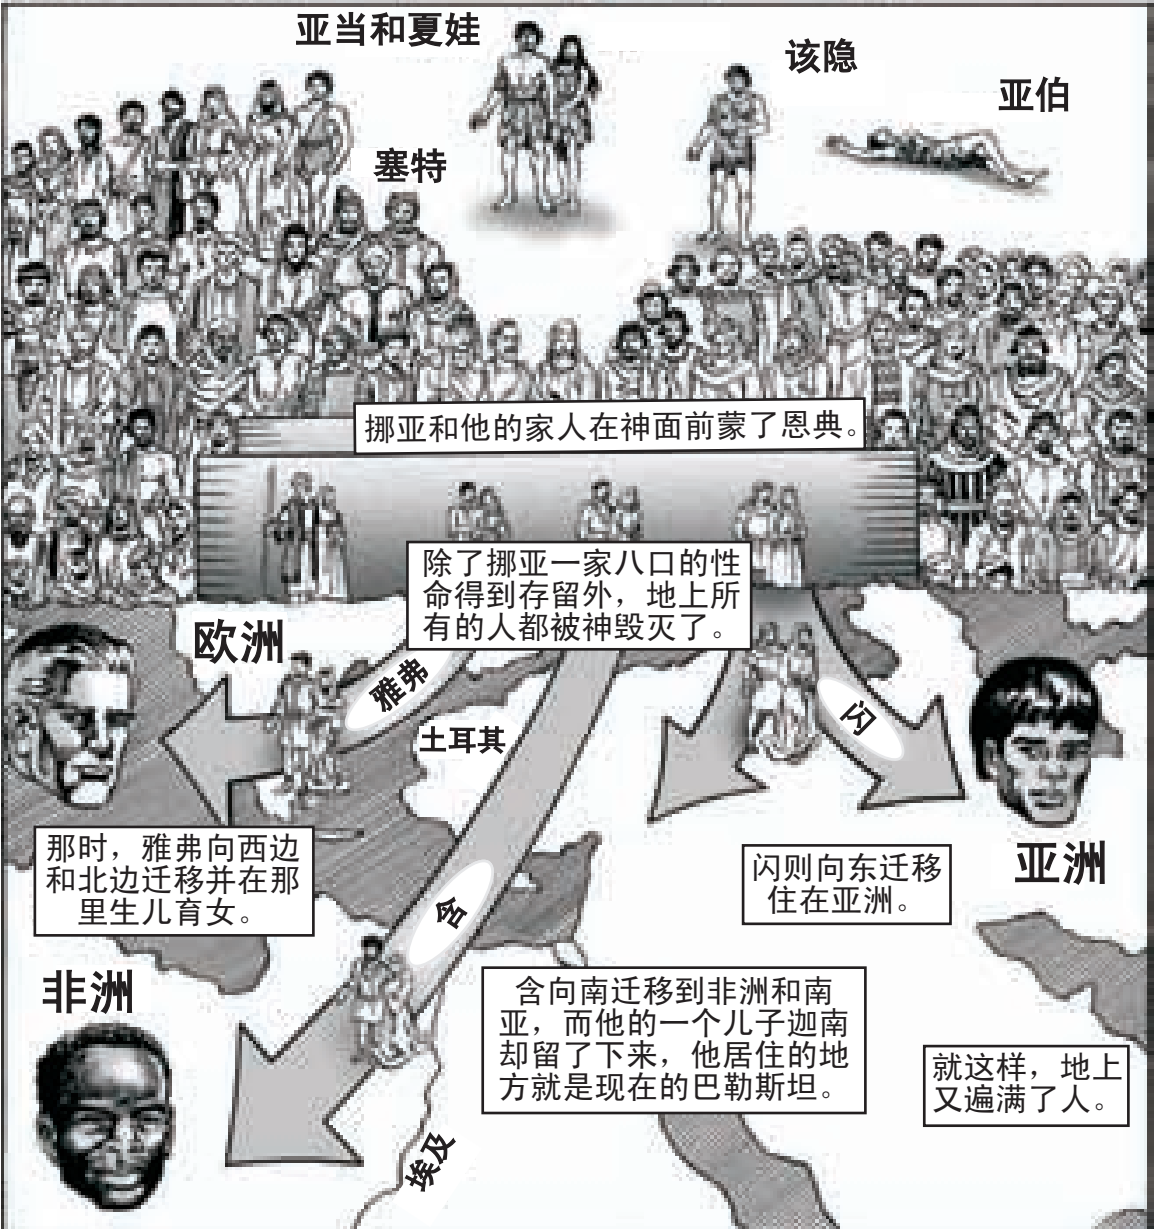 亚当和夏娃
该隐
亚伯
塞特
挪亚和他的家人在神面前蒙了恩典。
除了挪亚一家八口的性
命得到存留外，地上所
有的人都被神毁灭了。
欧洲
雅弗
闪
土耳其
那时，雅弗向西边
和北边迁移并在那
里生儿育女。
闪则向东迁移
住在亚洲。
亚洲
含
非洲
含向南迁移到非洲和南
亚，而他的一个儿子迦南
却留了下来，他居住的地
方就是现在的巴勒斯坦。
就这样，地上
又遍满了人。
埃及